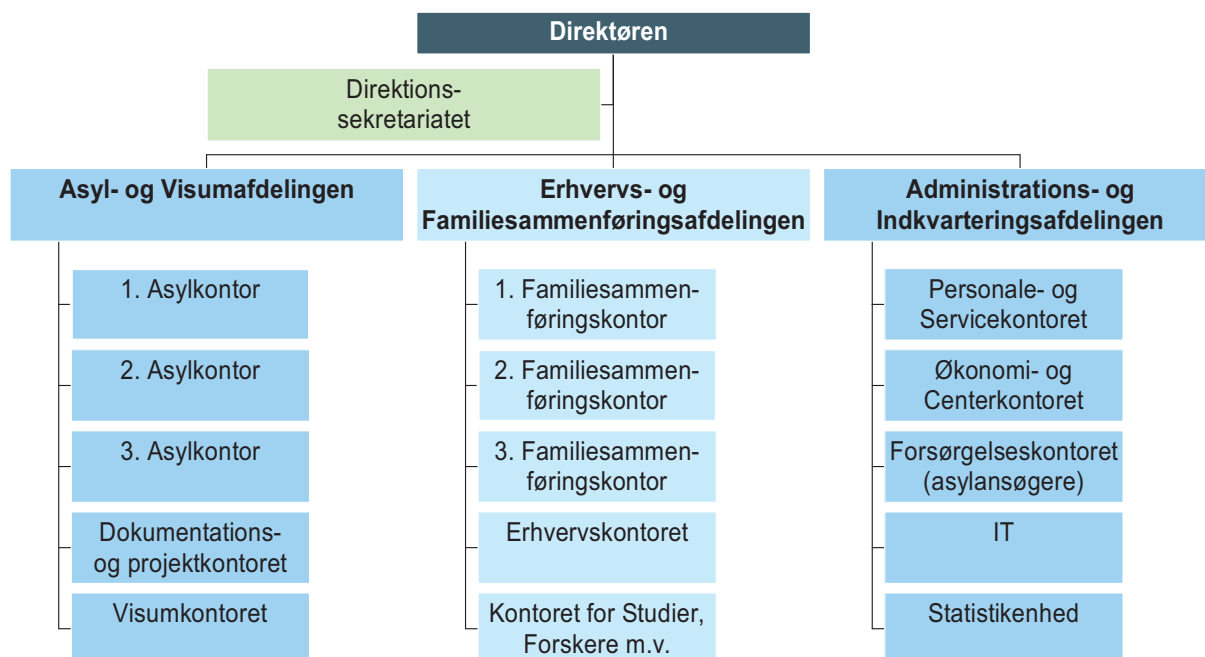 Direktøren
Direktions-
sekretariatet
Asyl- og Visumafdelingen
1. Asylkontor
2. Asylkontor
3. Asylkontor
Dokumentations-
og projektkontoret
Visumkontoret
Erhvervs- og
Familiesammenføringsafdelingen
1. Familiesammen-
føringskontor
2. Familiesammen-
føringskontor
3. Familiesammen-
føringskontor
Erhvervskontoret
Kontoret for Studier,
Forskere m.v.
Administrations- og
Indkvarteringsafdelingen
Personale- og
Servicekontoret
Økonomi- og
Centerkontoret
Forsørgelseskontoret
(asylansøgere)
IT
Statistikenhed